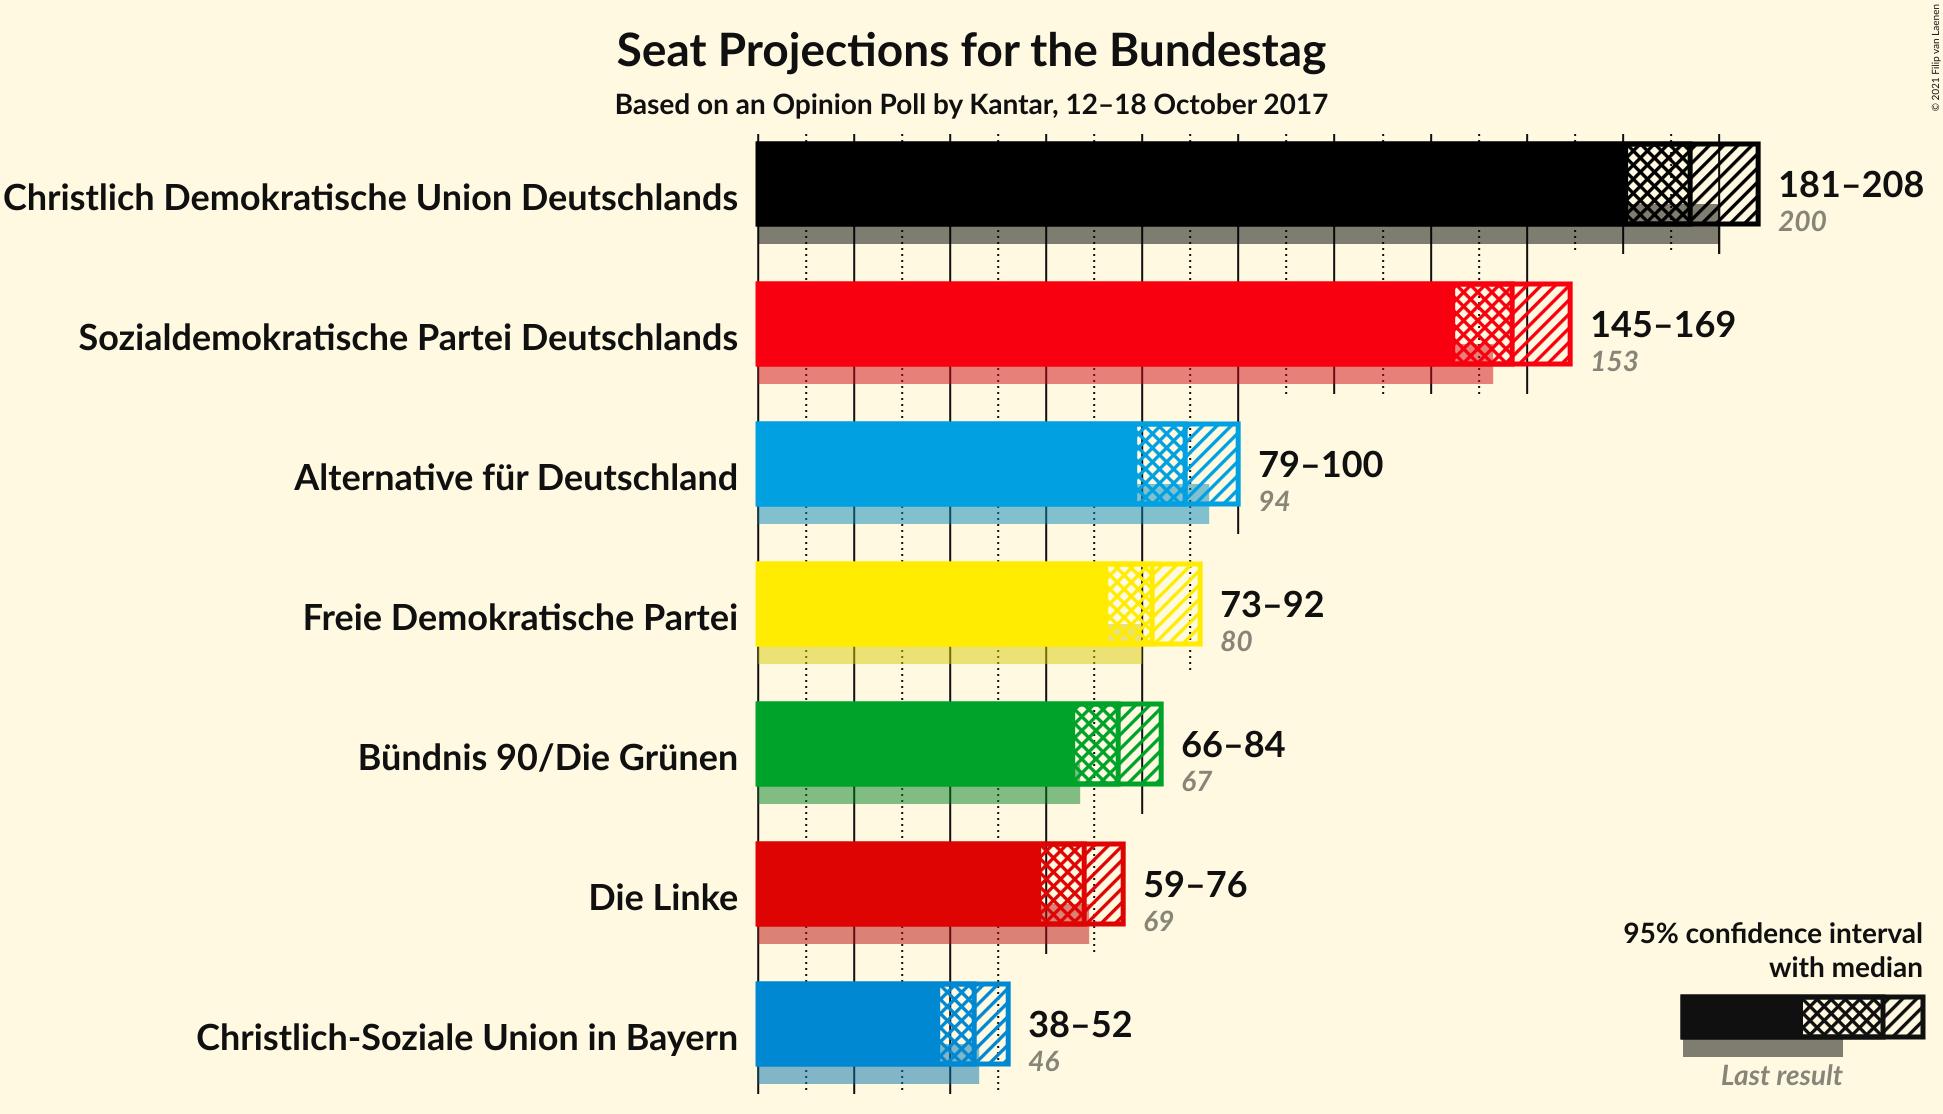 Seat Projections for the Bundestag
Based on an Opinion Poll by Kantar, 12–18 October 2017
© 2021 Filip van Laenen
Christlich Demokratische Union Deutschlands
181–208
200
Sozialdemokratische Partei Deutschlands
145–169
153
Alternative für Deutschland
79–100
94
Freie Demokratische Partei
73–92
80
Bündnis 90/Die Grünen
66–84
67
Die Linke
59–76
69
Christlich-Soziale Union in Bayern
38–52
46
95% confidence interval
with median
Last result